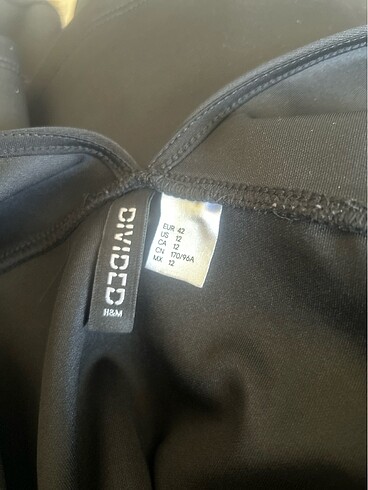 DIVIDED
H&M
EUR 42
US 12
CA 12
CN 170/96A
MX 12